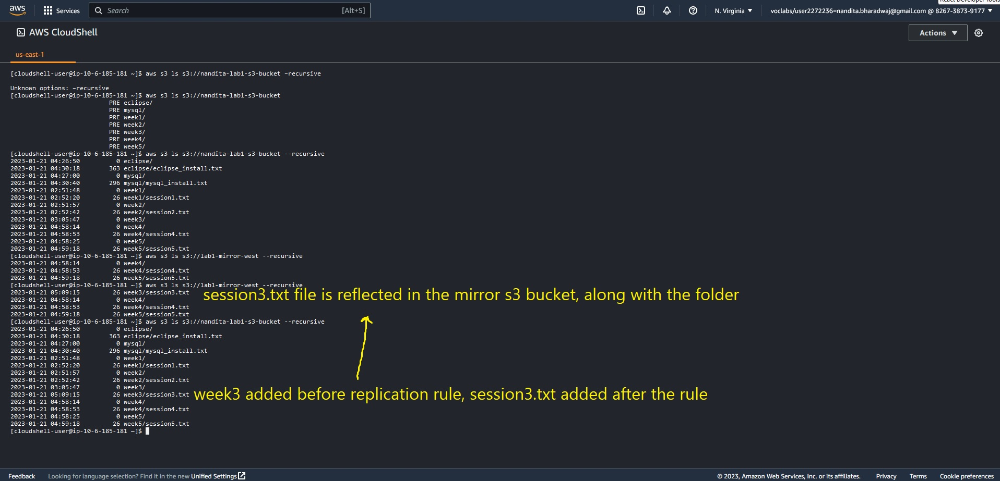 React Developer Tools
aws
Services
Search
[Alt+S]
N. Virginia
voclabs/user2272236=nandita.bharadwaj@gmail.com @ 8267-3873-9177
AWS CloudShell
Actions
us-east-1
[cloudshell-user@ip-10-6-185-181 ~]$ aws s3 ls s3://nandita-lab1-s3-bucket –recursive
Unknown options: –recursive
[cloudshell-user@ip-10-6-185-181 ~]$ aws s3 ls s3://nandita-lab1-s3-bucket
PRE eclipse/
PRE mysql/
PRE week1/
PRE week2/
PRE week3/
PRE week4/
PRE week5/
[cloudshell-user@ip-10-6-185-181 ~]$ aws s3 ls s3://nandita-lab1-s3-bucket --recursive
2023-01-21 04:26:50 0 eclipse/
2023-01-21 04:30:18 363 eclipse/eclipse_install.txt
2023-01-21 04:27:00 0 mysql/
2023-01-21 04:30:40 296 mysql/mysql_install.txt
2023-01-21 02:51:48 0 week1/
2023-01-21 02:52:20 26 week1/session1.txt
2023-01-21 02:51:57 0 week2/
2023-01-21 02:52:42 26 week2/session2.txt
2023-01-21 03:05:47 0 week3/
2023-01-21 04:58:14 0 week4/
2023-01-21 04:58:53 26 week4/session4.txt
2023-01-21 04:58:25 0 week5/
2023-01-21 04:59:18 26 week5/session5.txt
[cloudshell-user@ip-10-6-185-181 ~]$ aws s3 ls s3://lab1-mirror-west --recursive
2023-01-21 04:58:14 0 week4/
2023-01-21 04:58:53 26 week4/session4.txt
2023-01-21 04:59:18 26 week5/session5.txt
[cloudshell-user@ip-10-6-185-181 ~]$ aws s3 ls s3://lab1-mirror-west --recursive
2023-01-21 05:09:15 26 week3/session3.txt
session3.txt file is reflected in the mirror s3 bucket, along with the folder
2023-01-21 04:58:14 0 week4/
2023-01-21 04:58:53 26 week4/session4.txt
2023-01-21 04:59:18 26 week5/session5.txt
[cloudshell-user@ip-10-6-185-181 ~]$ aws s3 ls s3://nandita-lab1-s3-bucket --recursive
2023-01-21 04:26:50 0 eclipse/
2023-01-21 04:30:18 363 eclipse/eclipse_install.txt
2023-01-21 04:27:00 0 mysql/
2023-01-21 04:30:40 296 mysql/mysql_install.txt
2023-01-21 02:51:48 0 week1/
2023-01-21 02:52:20 26 week1/session1.txt
2023-01-21 02:51:57 0 week2/
2023-01-21 02:52:42 26 week2/session2.txt
2023-01-21 03:05:47 0 week3/
2023-01-21 05:09:15 26 week3/session3.txt
week3 added before replication rule, session3.txt added after the rule
2023-01-21 04:58:14 0 week4/
2023-01-21 04:58:53 26 week4/session4.txt
2023-01-21 04:58:25 0 week5/
2023-01-21 04:59:18 26 week5/session5.txt
[cloudshell-user@ip-10-6-185-181 ~]$
Feedback
Looking for language selection? Find it in the new Unified Settings
© 2023, Amazon Web Services, Inc. or its affiliates.
Privacy
Terms
Cookie preferences